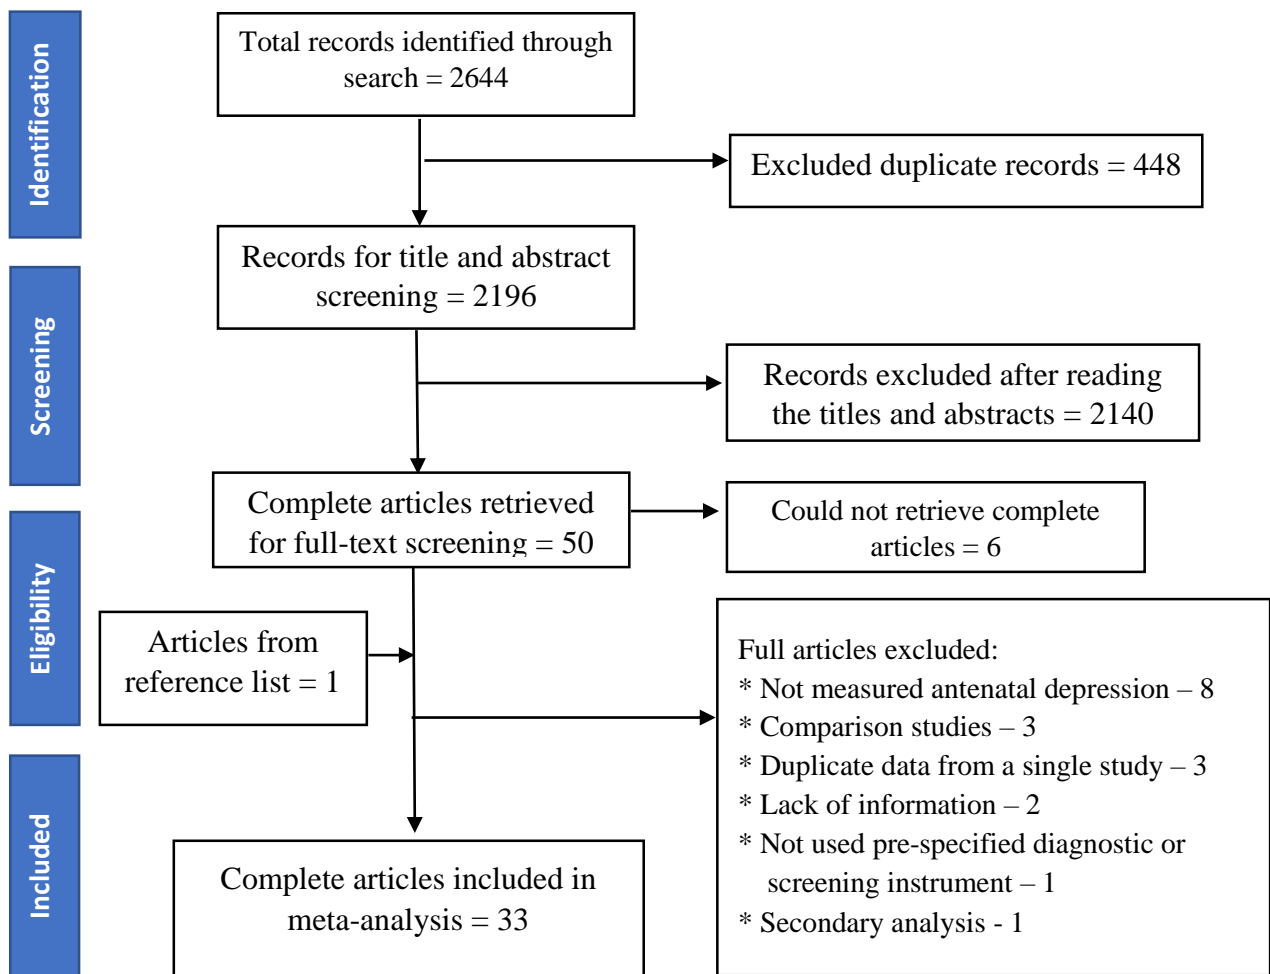 Identification
Total records identified through
search = 2644
Excluded duplicate records = 448
Records for title and abstract
screening = 2196
Screening
Records excluded after reading
the titles and abstracts = 2140
Complete articles retrieved
for full-text screening = 50
Could not retrieve complete
articles = 6
Eligibility
Articles from
reference list = 1
Full articles excluded:
* Not measured antenatal depression – 8
* Comparison studies – 3
* Duplicate data from a single study – 3
* Lack of information – 2
* Not used pre-specified diagnostic or
screening instrument – 1
* Secondary analysis - 1
Included
Complete articles included in
meta-analysis = 33